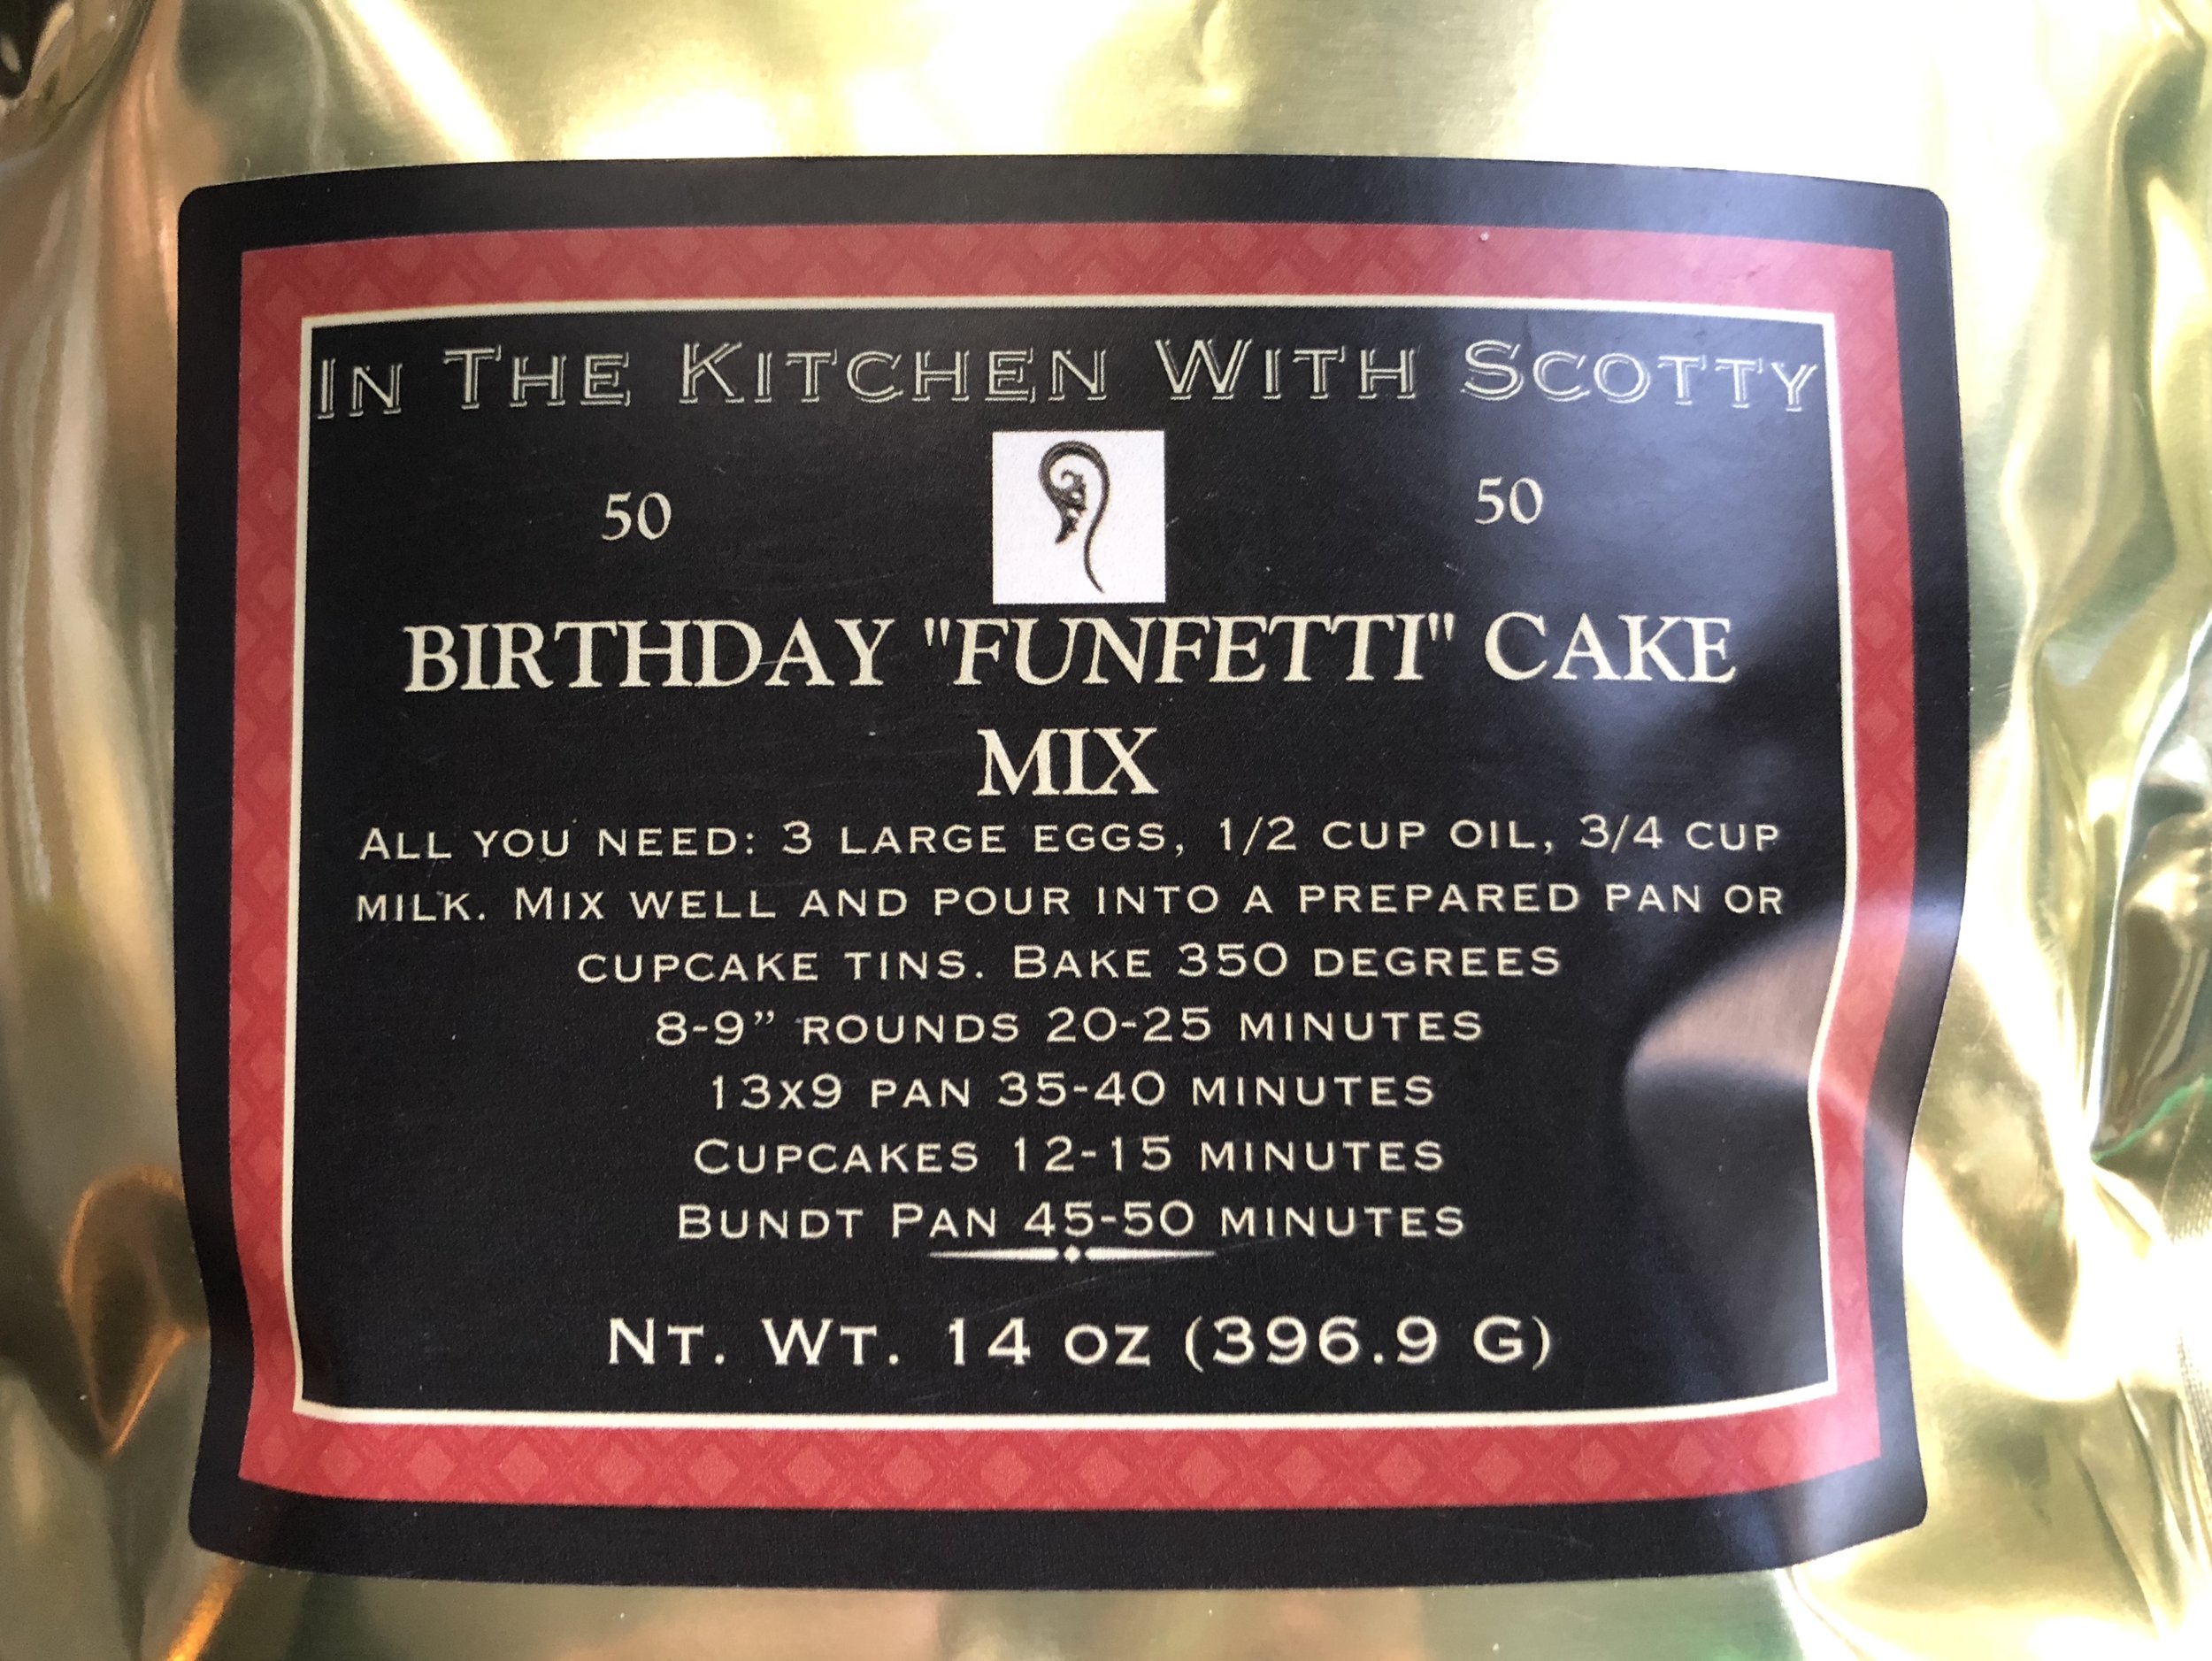 In The Kitchen With Scotty
50 50
BIRTHDAY "FUNFETTI" CAKE
MIX
All you need: 3 large eggs, 1/2 cup oil, 3/4 cup
milk. Mix well and pour into a prepared pan or
cupcake tins. Bake 350 degrees
8-9” rounds 20-25 minutes
13x9 pan 35-40 minutes
Cupcakes 12-15 minutes
Bundt Pan 45-50 minutes
Nt. Wt. 14 oz (396.9 G)